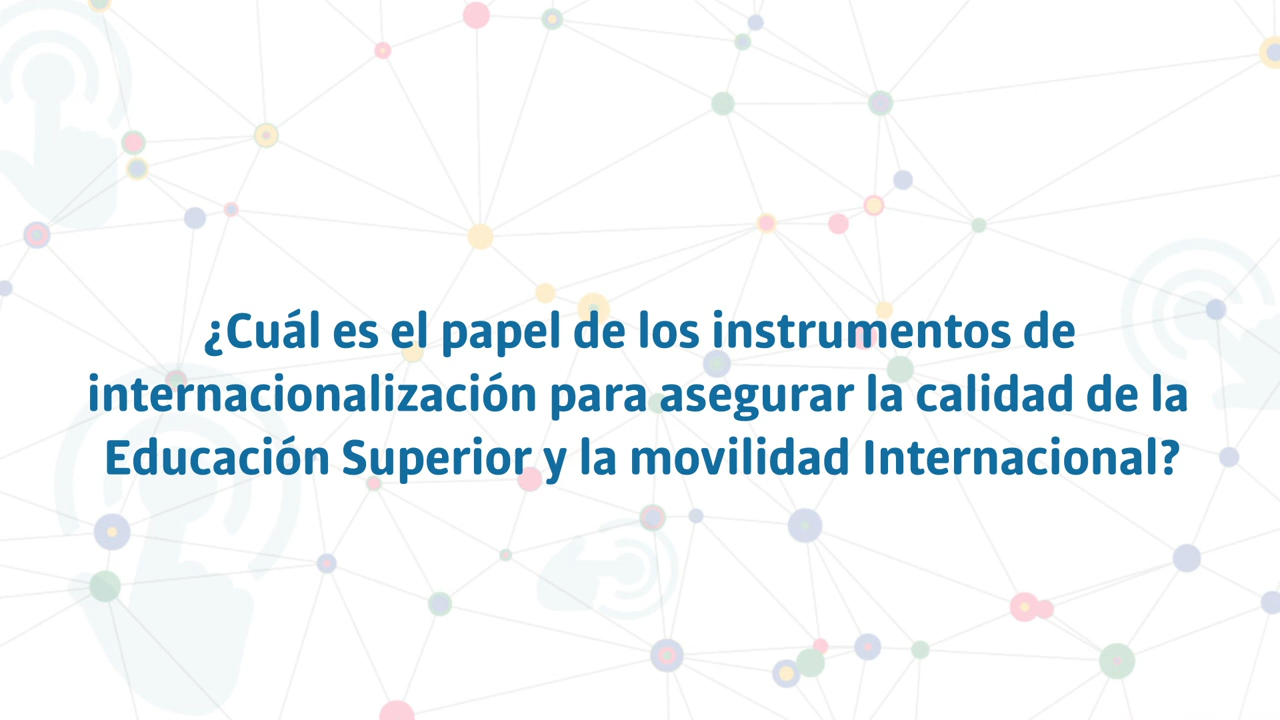 ¿Cuál es el papel de los instrumentos de
internacionalización para asegurar la calidad de la
Educación Superior y la movilidad Internacional?